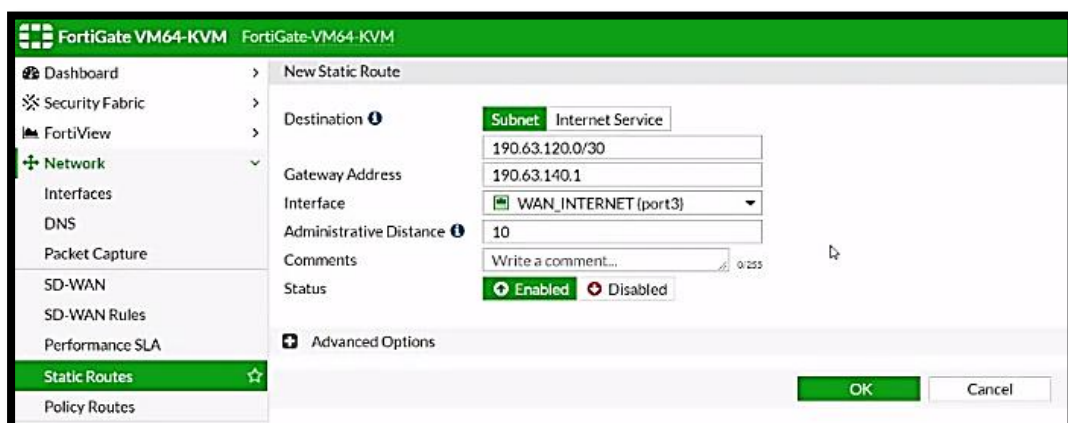 FortiGate VM64-KVM FortiGate-VM64-KVM
Dashboard
Security Fabric
FortiView
Network
Interfaces
DNS
Packet Capture
SD-WAN
SD-WAN Rules
Performance SLA
Static Routes
Policy Routes
New Static Route
Destination Subnet Internet Service
190.63.120.0/30
Gateway Address 190.63.140.1
Interface WAN_INTERNET (port3)
Administrative Distance 10
Comments Write a comment... 0/255
Status Enabled Disabled
Advanced Options
OK Cancel